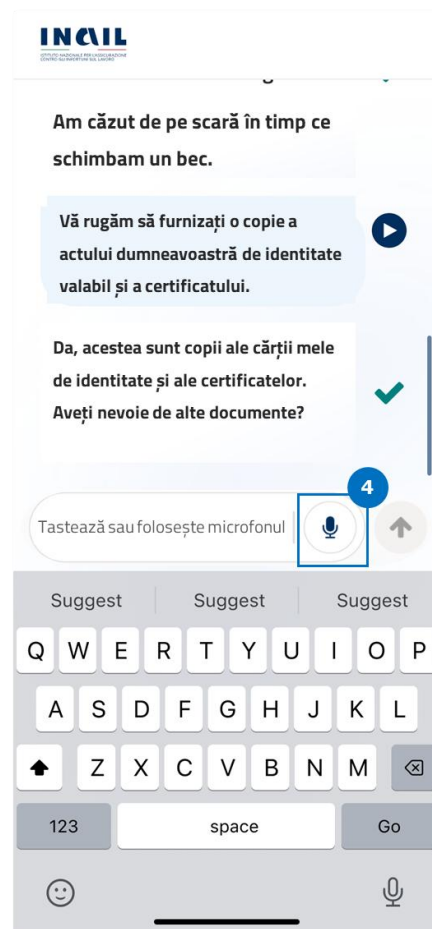 INAIL
ISTITUTO NAZIONALE PER L'ASSICURAZIONE
CONTRO GLI INFORTUNI SUL LAVORO
Am căzut de pe scară în timp ce
schimbam un bec.
Vă rugăm să furnizați o copie a
actului dumneavoastră de identitate
valabil și a certificatului.
Da, acestea sunt copii ale cărții mele
de identitate și ale certificatelor.
Aveți nevoie de alte documente?
4
Tastează sau folosește microfonul
Suggest Suggest Suggest
Q W E R T Y U I O P
A S D F G H J K L
Z X C V B N M
123 space Go